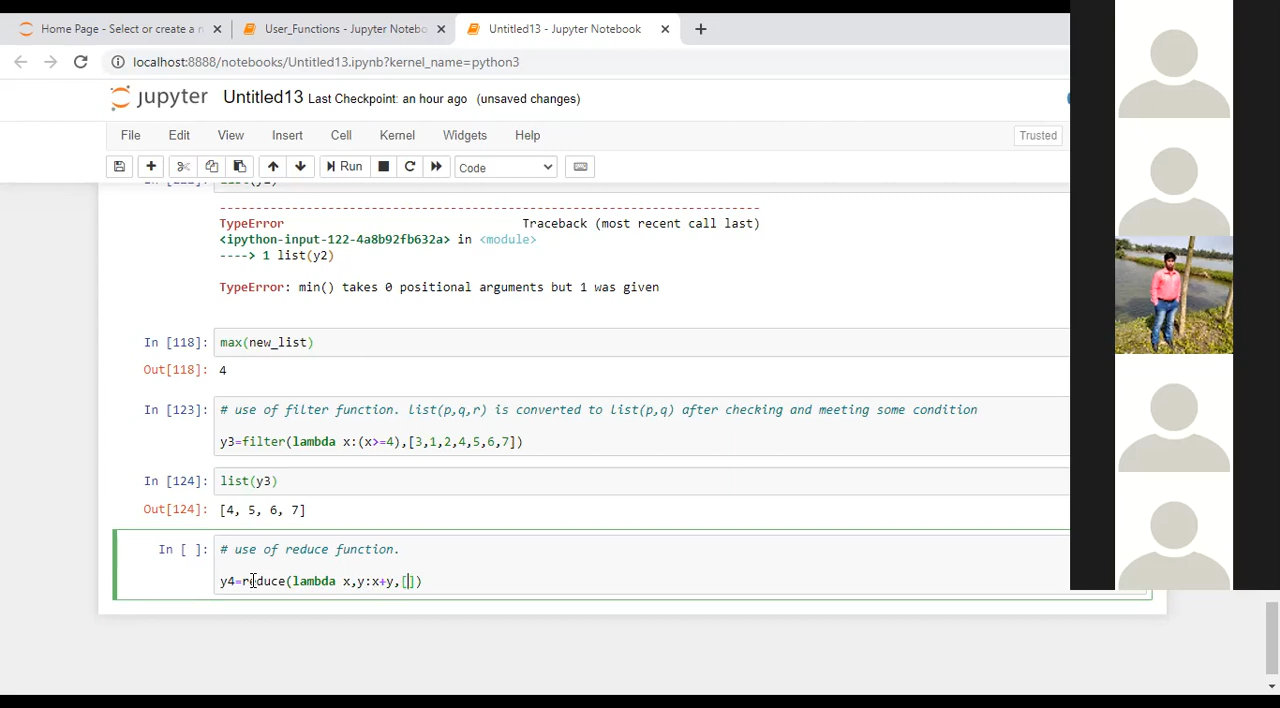 Home Page - Select or create a n
User_Functions - Jupyter Notebo
Untitled13 - Jupyter Notebook
localhost:8888/notebooks/Untitled13.ipynb?kernel_name=python3
jupyter Untitled13 Last Checkpoint: an hour ago (unsaved changes)
File Edit View Insert Cell Kernel Widgets Help Trusted
Run Code
TypeError Traceback (most recent call last)
<ipython-input-122-4a8b92fb632a> in <module>
----> 1 list(y2)
TypeError: min() takes 0 positional arguments but 1 was given
In [118]: max(new_list)
Out[118]: 4
In [123]: # use of filter function. list(p,q,r) is converted to list(p,q) after checking and meeting some condition
y3=filter(lambda x:(x>=4),[3,1,2,4,5,6,7])
In [124]: list(y3)
Out[124]: [4, 5, 6, 7]
In [ ]: # use of reduce function.
y4=reduce(lambda x,y:x+y,[])